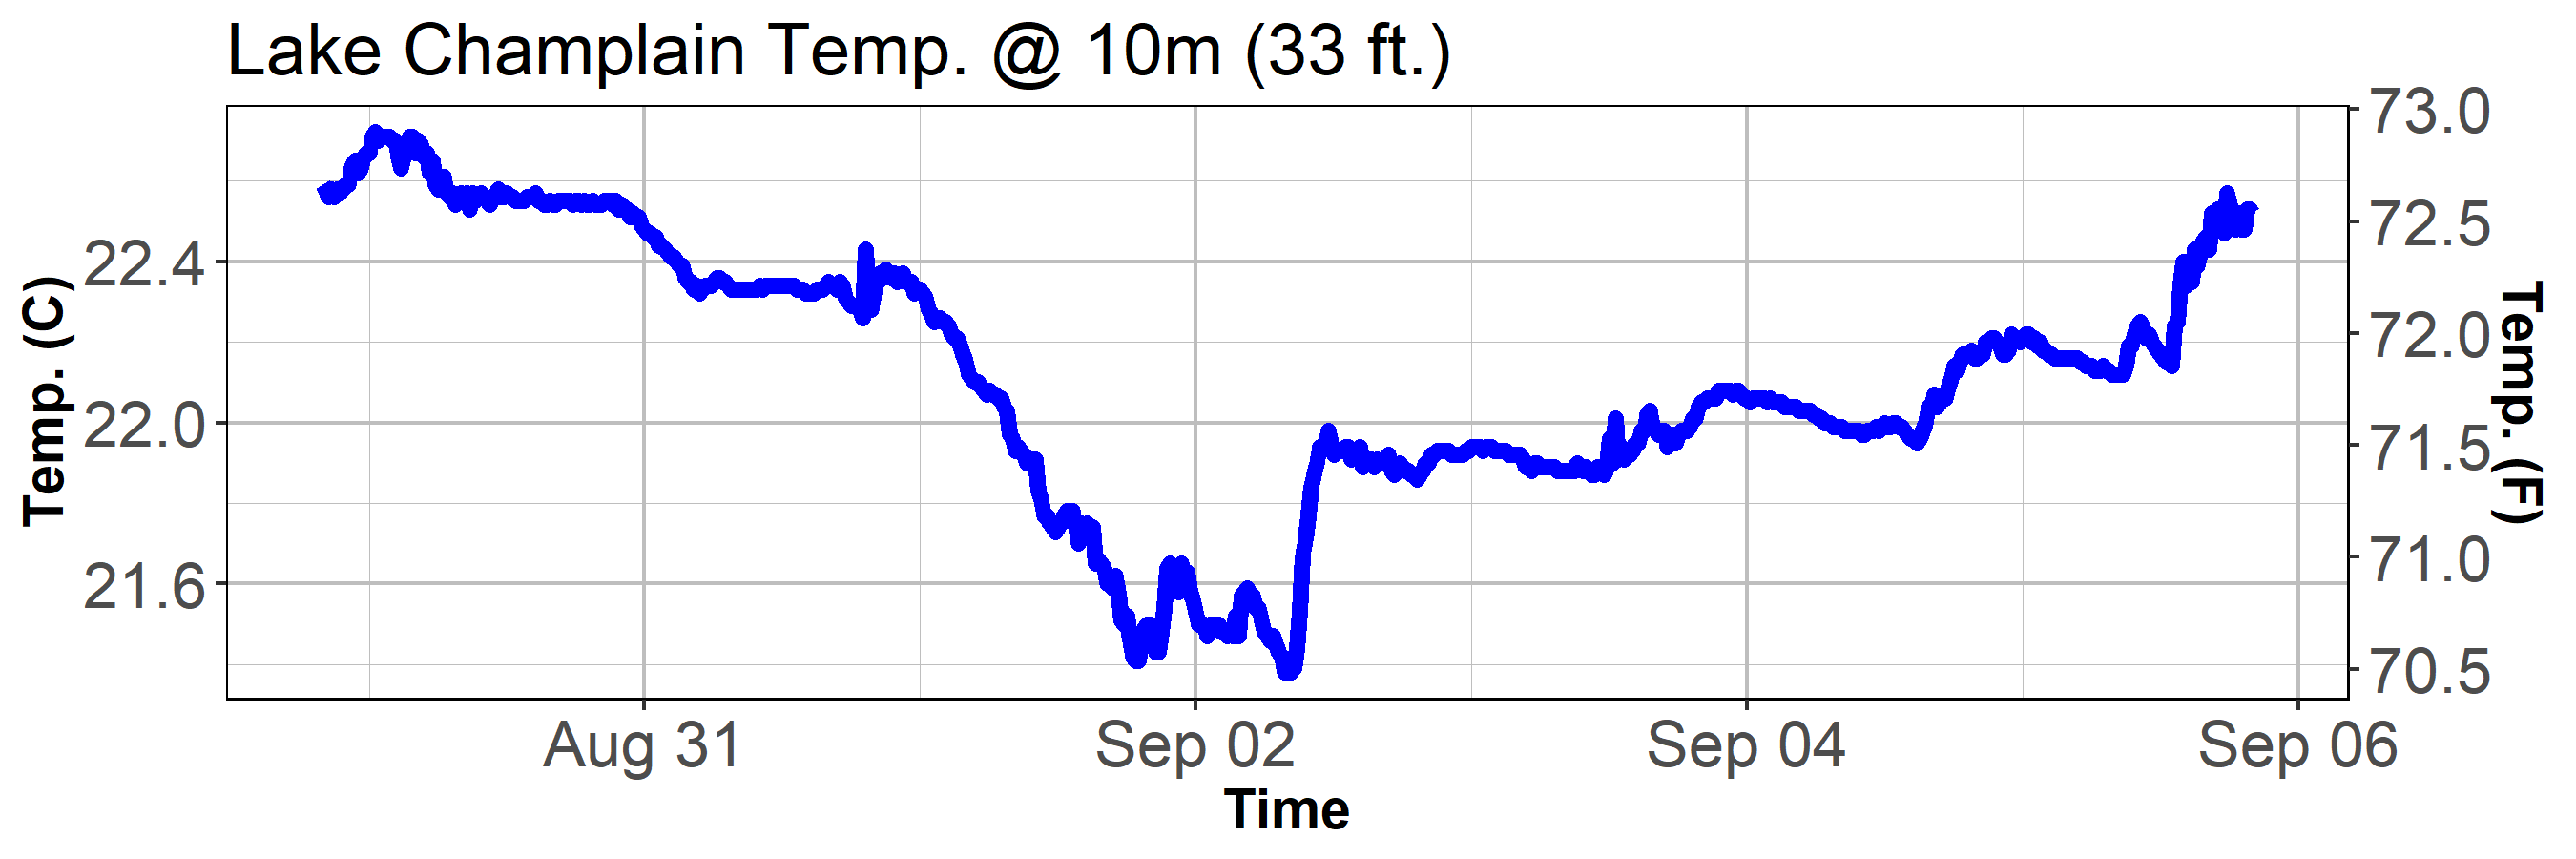 Lake Champlain Temp. @ 10m (33 ft.)
Temp. (C)
22.4
22.0
21.6
73.0
72.5
72.0
71.5
71.0
70.5
Temp. (F)
Aug 31
Sep 02
Sep 04
Sep 06
Time